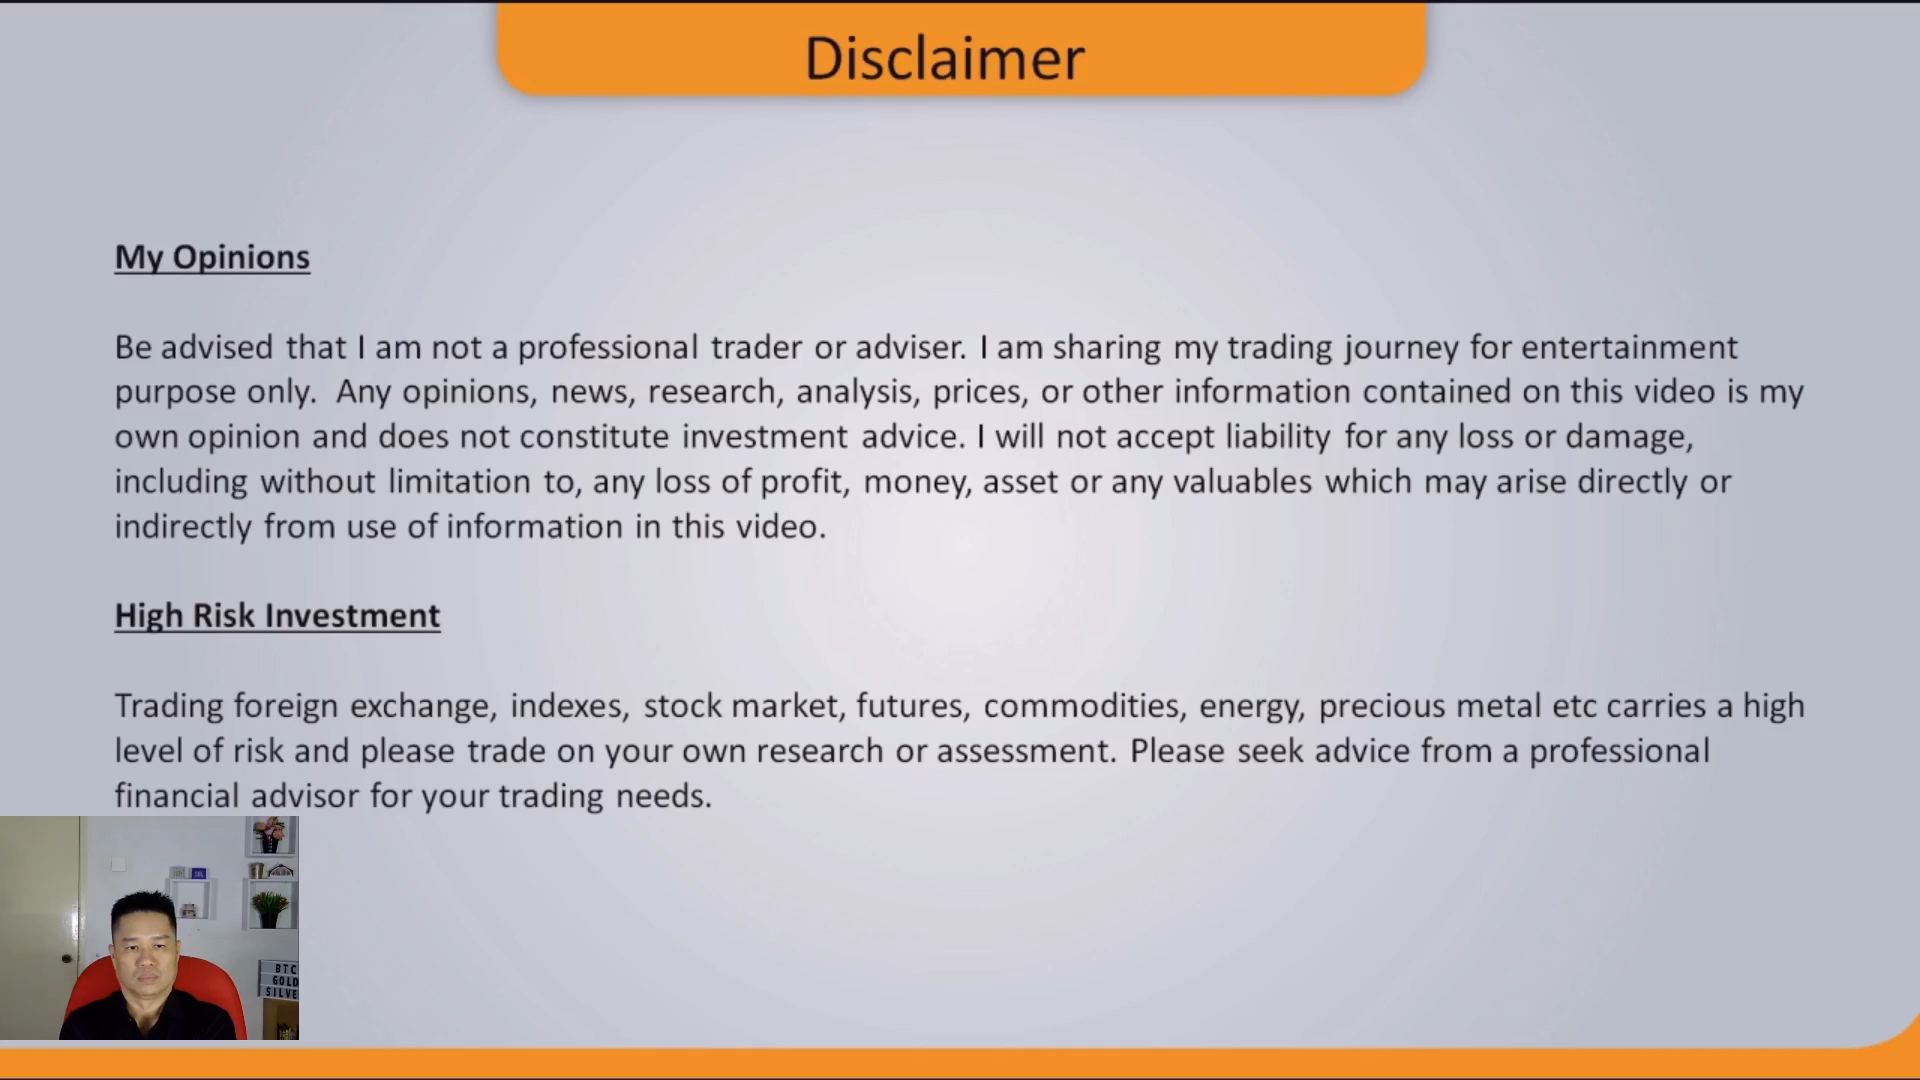 Disclaimer
My Opinions
Be advised that I am not a professional trader or adviser. I am sharing my trading journey for entertainment
purpose only. Any opinions, news, research, analysis, prices, or other information contained on this video is my
own opinion and does not constitute investment advice. I will not accept liability for any loss or damage,
including without limitation to, any loss of profit, money, asset or any valuables which may arise directly or
indirectly from use of information in this video.
High Risk Investment
Trading foreign exchange, indexes, stock market, futures, commodities, energy, precious metal etc carries a high
level of risk and please trade on your own research or assessment. Please seek advice from a professional
financial advisor for your trading needs.
BTC
GOLD
SILVE